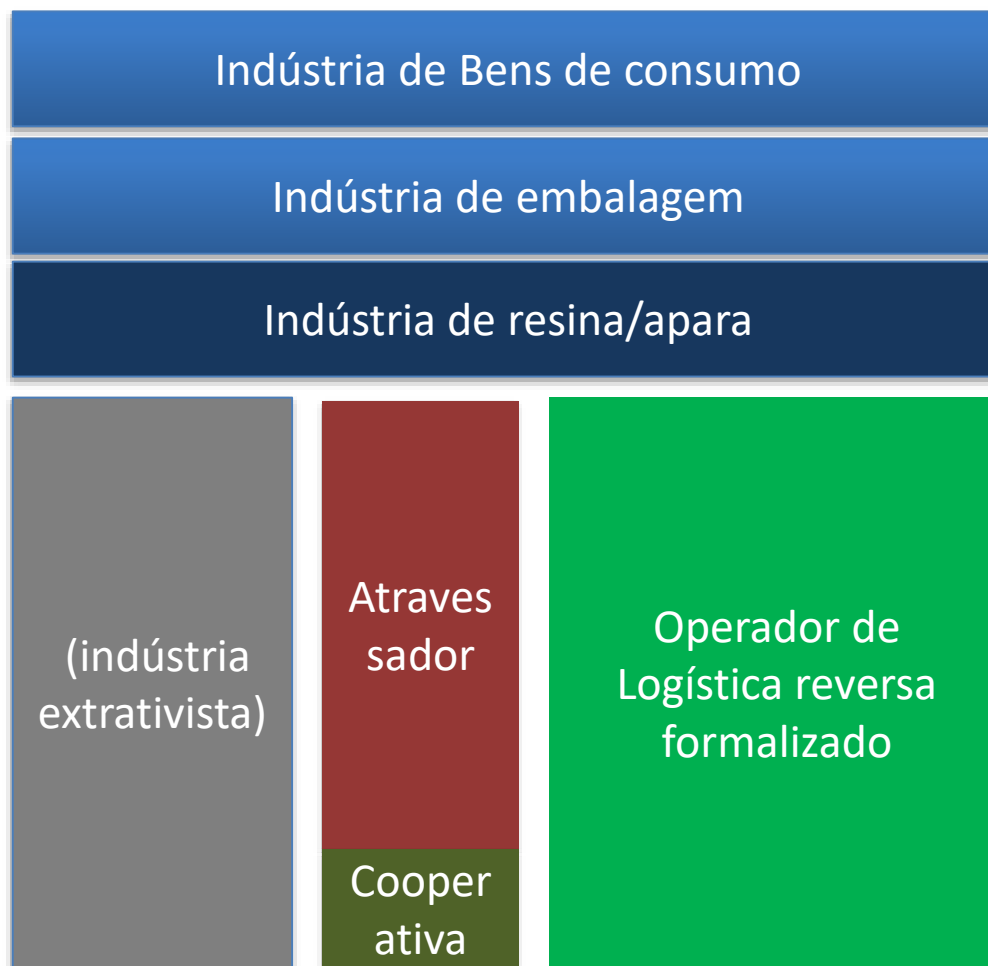 Indústria de Bens de consumo
Indústria de embalagem
Indústria de resina/apara
(indústria
extrativista)
Atraves
sador
Cooper
ativa
Operador de
Logística reversa
formalizado